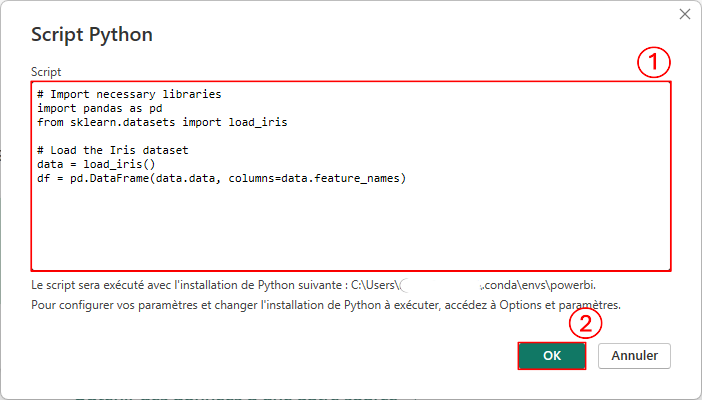 Script Python
Script
1
# Import necessary libraries
import pandas as pd
from sklearn.datasets import load_iris
# Load the Iris dataset
data = load_iris()
df = pd.DataFrame(data.data, columns=data.feature_names)
Le script sera exécuté avec l'installation de Python suivante : C:\Users\ .conda\envs\powerbi.
Pour configurer vos paramètres et changer l'installation de Python à exécuter, accédez à Options et paramètres.
2
OK Annuler